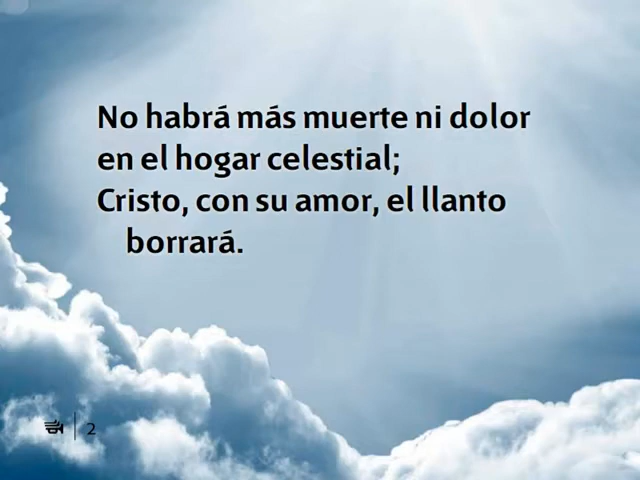 No habrá más muerte ni dolor
en el hogar celestial;
Cristo, con su amor, el llanto
borrará.
2